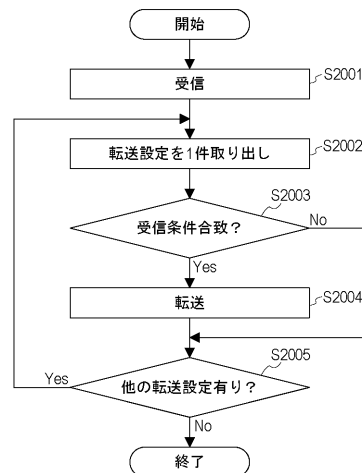 開始
受信
S2001
転送設定を1件取り出し
S2002
S2003
受信条件合致？
No
Yes
転送
S2004
S2005
他の転送設定有り？
Yes
No
終了